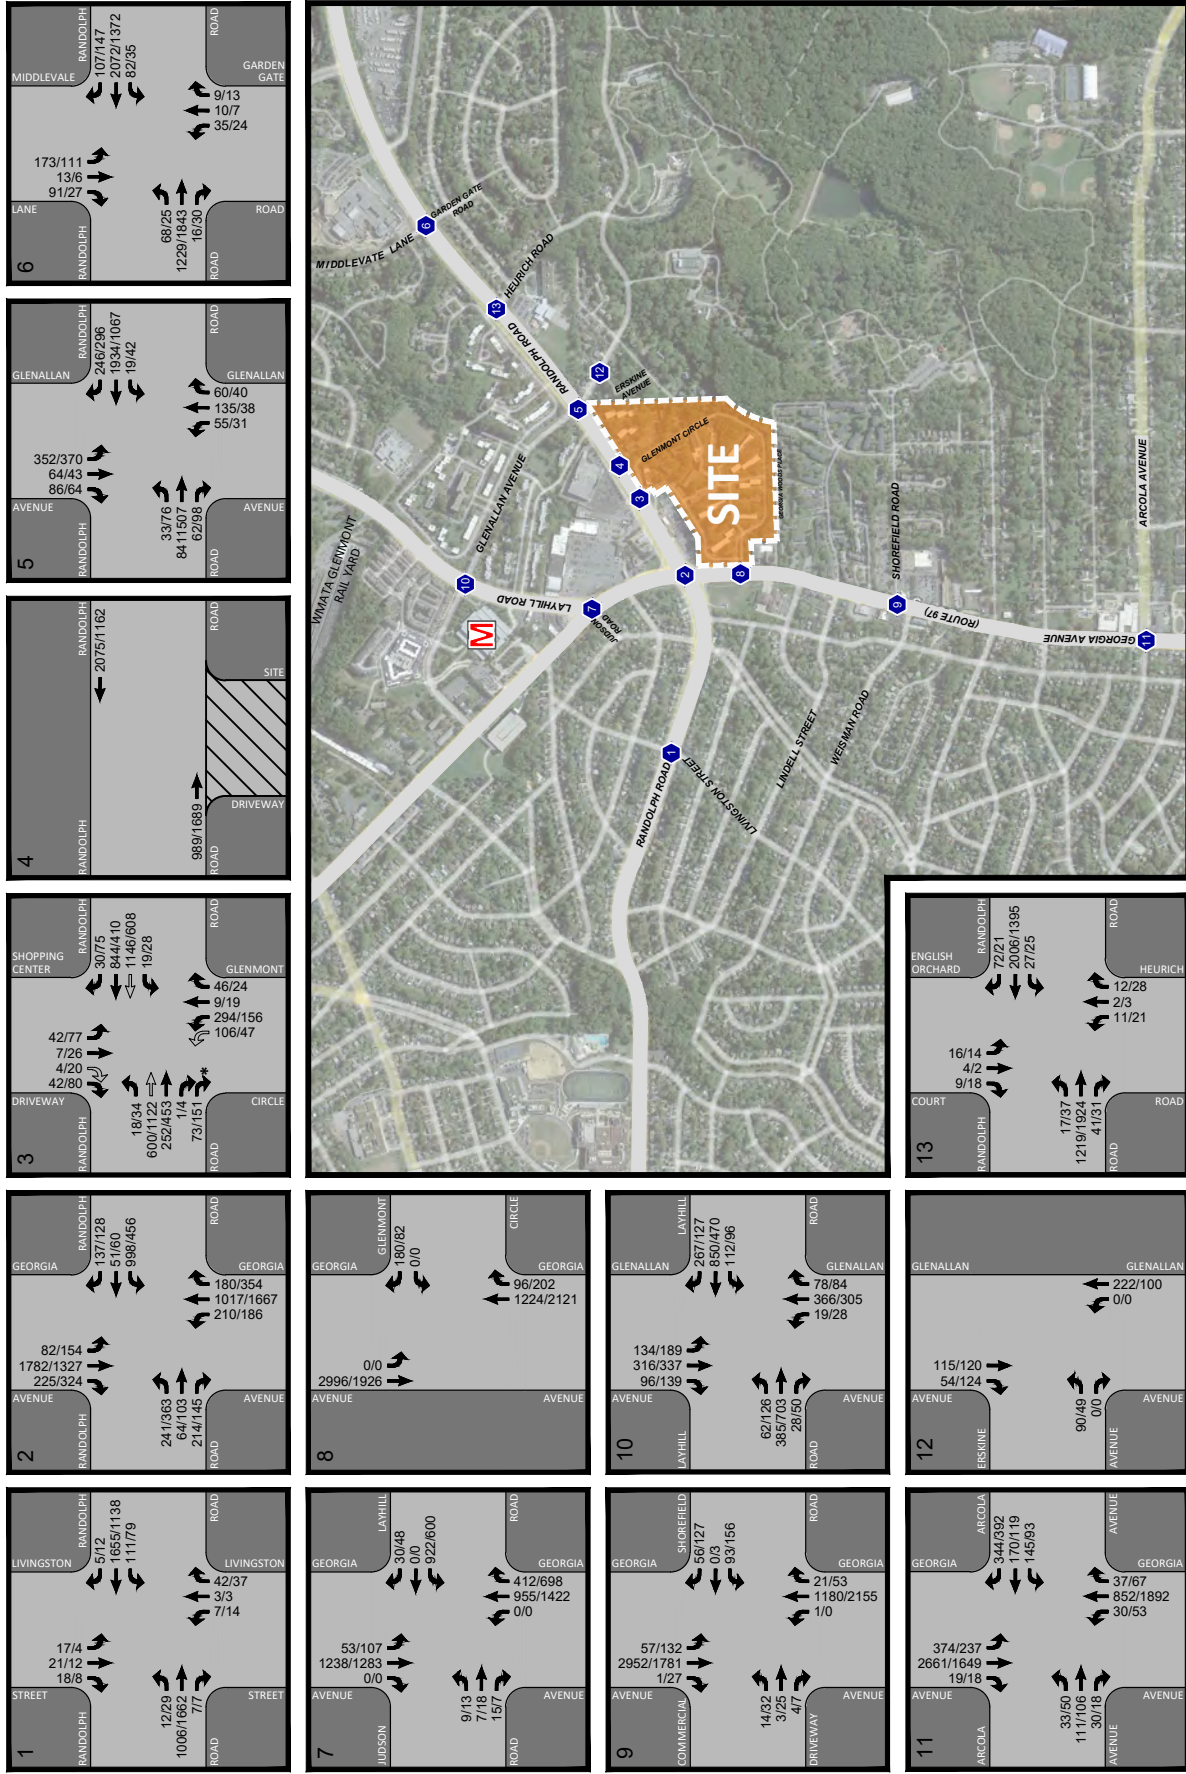 6
MIDDLEVALE
LANE
RANDOLPH
ROAD
RANDOLPH
ROAD
GARDEN
GATE
ROAD
107/147
2072/1372
82/35
9/13
10/7
35/24
173/111
13/6
91/27
68/25
1229/1843
16/30
5
GLENALLAN
AVENUE
RANDOLPH
ROAD
RANDOLPH
ROAD
GLENALLAN
AVENUE
246/296
1934/1067
19/42
60/40
135/38
55/31
352/370
64/43
86/64
33/76
8411507
62/98
4
RANDOLPH
ROAD
RANDOLPH
ROAD
SITE
DRIVEWAY
2075/1162
989/1689
3
SHOPPING
CENTER
DRIVEWAY
RANDOLPH
ROAD
RANDOLPH
ROAD
GLENMONT
CIRCLE
30/75
844/410
1146/608
19/28
46/24
9/19
294/156
106/47
42/77
7/26
4/20
42/80
18/34
600/1122
252/453
1/4
73/151
*
2
GEORGIA
AVENUE
RANDOLPH
ROAD
RANDOLPH
ROAD
GEORGIA
AVENUE
137/128
51/60
998/456
180/354
1017/1667
210/186
82/154
1782/1327
225/324
241/363
64/103
214/145
1
LIVINGSTON
STREET
RANDOLPH
ROAD
RANDOLPH
ROAD
LIVINGSTON
STREET
5/12
1655/1138
111/79
42/37
3/3
7/14
17/4
21/12
18/8
12/29
1006/1662
7/7
7
GEORGIA
AVENUE
LAYHILL
ROAD
JUDSON
ROAD
GEORGIA
AVENUE
30/48
0/0
922/600
412/698
955/1422
0/0
53/107
1238/1283
0/0
9/13
7/18
15/7
8
GEORGIA
AVENUE
GLENMONT
CIRCLE
GEORGIA
AVENUE
180/82
0/0
96/202
1224/2121
0/0
2996/1926
9
GEORGIA
AVENUE
SHOREFIELD
ROAD
COMMERCIAL
DRIVEWAY
GEORGIA
AVENUE
56/127
0/3
93/156
21/53
1180/2155
1/0
57/132
2952/1781
1/27
14/32
3/25
4/7
10
GLENALLAN
AVENUE
LAYHILL
ROAD
LAYHILL
ROAD
GLENALLAN
AVENUE
267/127
850/470
112/96
78/84
366/305
19/28
134/189
316/337
96/139
62/126
385/703
28/50
11
GEORGIA
AVENUE
ARCOLA
AVENUE
ARCOLA
AVENUE
GEORGIA
AVENUE
344/392
170/119
145/93
37/67
852/1892
30/53
374/237
2661/1649
19/18
33/50
111/106
30/18
12
GLENALLAN
AVENUE
ERSKINE
AVENUE
GLENALLAN
222/100
0/0
115/120
54/124
90/49
0/0
13
ENGLISH
ORCHARD
COURT
RANDOLPH
ROAD
RANDOLPH
ROAD
HEURICH
ROAD
72/21
2006/1395
27/25
12/28
2/3
11/21
16/14
4/2
9/18
17/37
1219/1924
41/31
WMATA GLENMONT
RAIL YARD
M
MIDDLEVATE LANE
GARDEN GATE
ROAD
6
HEURICH ROAD
13
RANDOLPH ROAD
5
12
ERSKINE
AVENUE
GLENMONT CIRCLE
SITE
GEORGIA WOODS PLACE
4
3
GLENALLAN AVENUE
10
LAYHILL ROAD
7
JUDSON
ROAD
2
8
SHOREFIELD ROAD
9
(ROUTE 97)
GEORGIA AVENUE
11
ARCOLA AVENUE
RANDOLPH ROAD
1
LIVINGSTON STREET
LINDELL STREET
WEISMAN ROAD